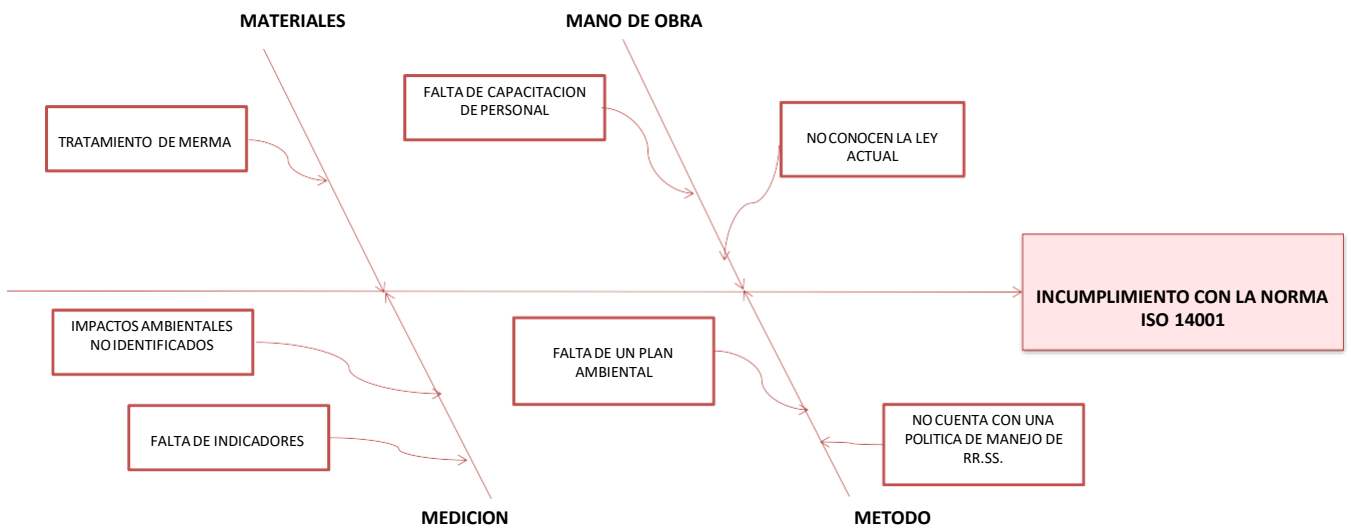 MATERIALES
MANO DE OBRA
FALTA DE CAPACITACION
DE PERSONAL
TRATAMIENTO DE MERMA
NO CONOCEN LA LEY
ACTUAL
INCUMPLIMIENTO CON LA NORMA
ISO 14001
IMPACTOS AMBIENTALES
NO IDENTIFICADOS
FALTA DE UN PLAN
AMBIENTAL
FALTA DE INDICADORES
NO CUENTA CON UNA
POLITICA DE MANEJO DE
RR.SS.
MEDICION
METODO